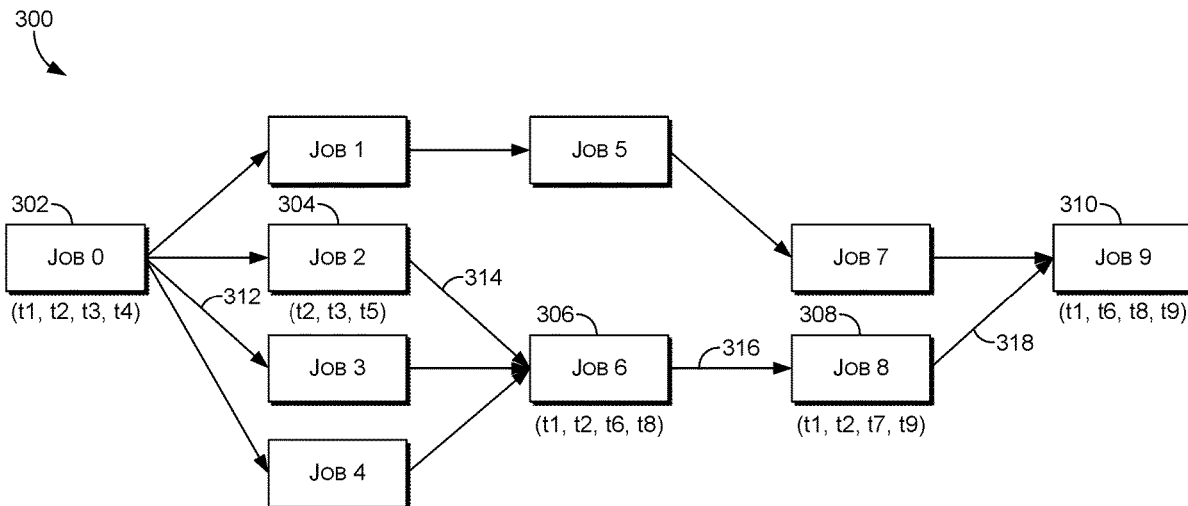 300
JOB 1
JOB 5
302
304
310
JOB 0
JOB 2
JOB 7
JOB 9
312
314
(t1, t2, t3, t4)
(t2, t3, t5)
(t1, t6, t8, t9)
306
308
JOB 3
JOB 6
316
JOB 8
318
(t1, t2, t6, t8)
(t1, t2, t7, t9)
JOB 4